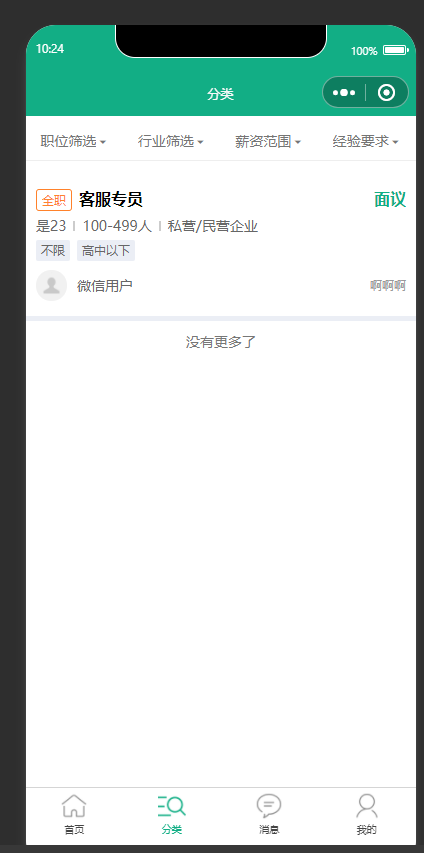 10:24
100%
分类
职位筛选 行业筛选 薪资范围 经验要求
全职 客服专员 面议
是23 | 100-499人 | 私营/民营企业
不限 高中以下
微信用户 啊啊啊
没有更多了
首页 分类 消息 我的